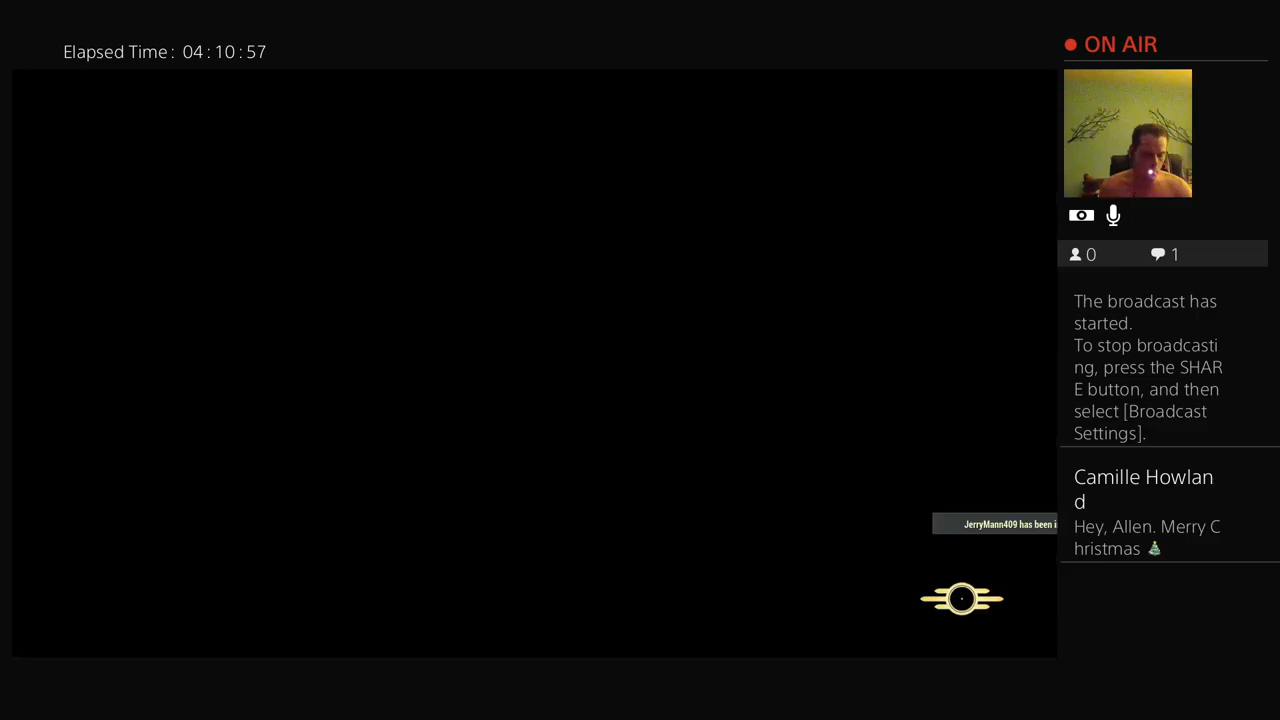 Elapsed Time: 04:10:57
ON AIR
0 1
The broadcast has
started.
To stop broadcasti
ng, press the SHAR
E button, and then
select [Broadcast
Settings].
Camille Howlan
d
Hey, Allen. Merry C
hristmas 🎄
JerryMann409 has been i